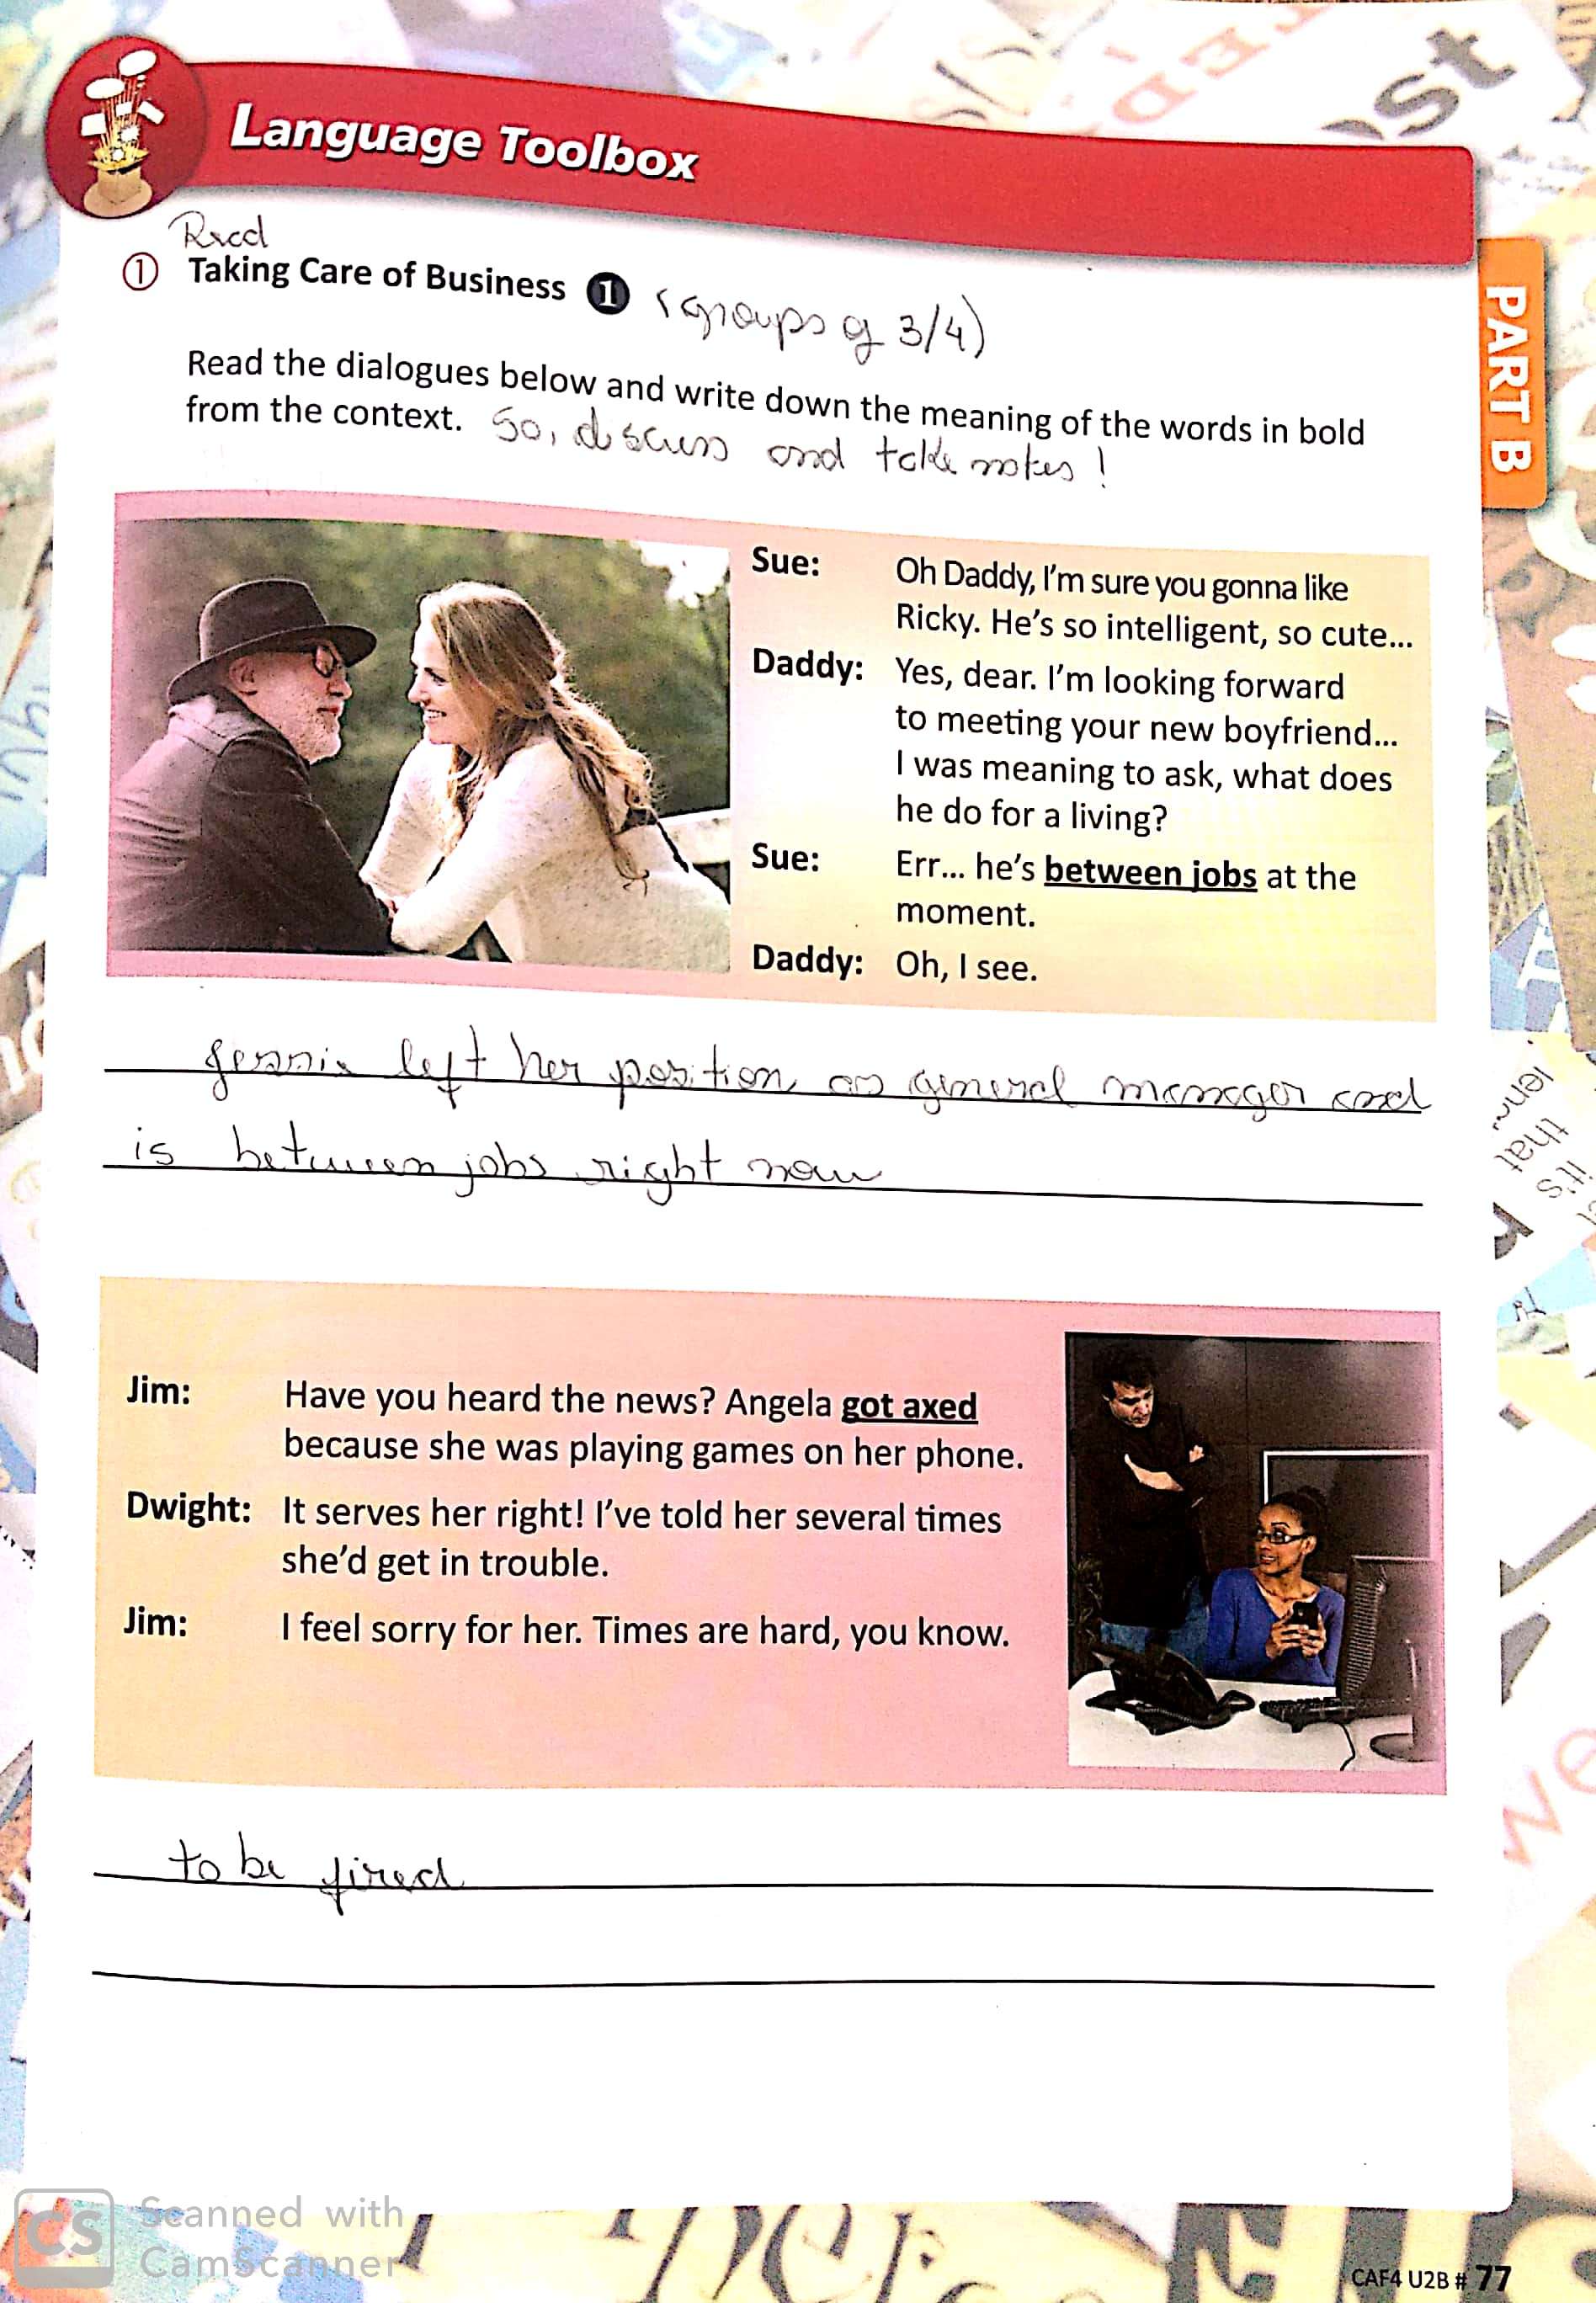 Language Toolbox
Read
① Taking Care of Business 1 (groups of 3/4)
Read the dialogues below and write down the meaning of the words in bold
from the context. So, discuss and take notes!
PART B
Sue: Oh Daddy, I'm sure you gonna like
Ricky. He's so intelligent, so cute...
Daddy: Yes, dear. I'm looking forward
to meeting your new boyfriend...
I was meaning to ask, what does
he do for a living?
Sue: Err... he's between jobs at the
moment.
Daddy: Oh, I see.
Jennie left her position as general manager and
is between jobs right now
Jim: Have you heard the news? Angela got axed
because she was playing games on her phone.
Dwight: It serves her right! I've told her several times
she'd get in trouble.
Jim: I feel sorry for her. Times are hard, you know.
to be fired
CS Scanned with
CamScanner
CAF4 U2B # 77